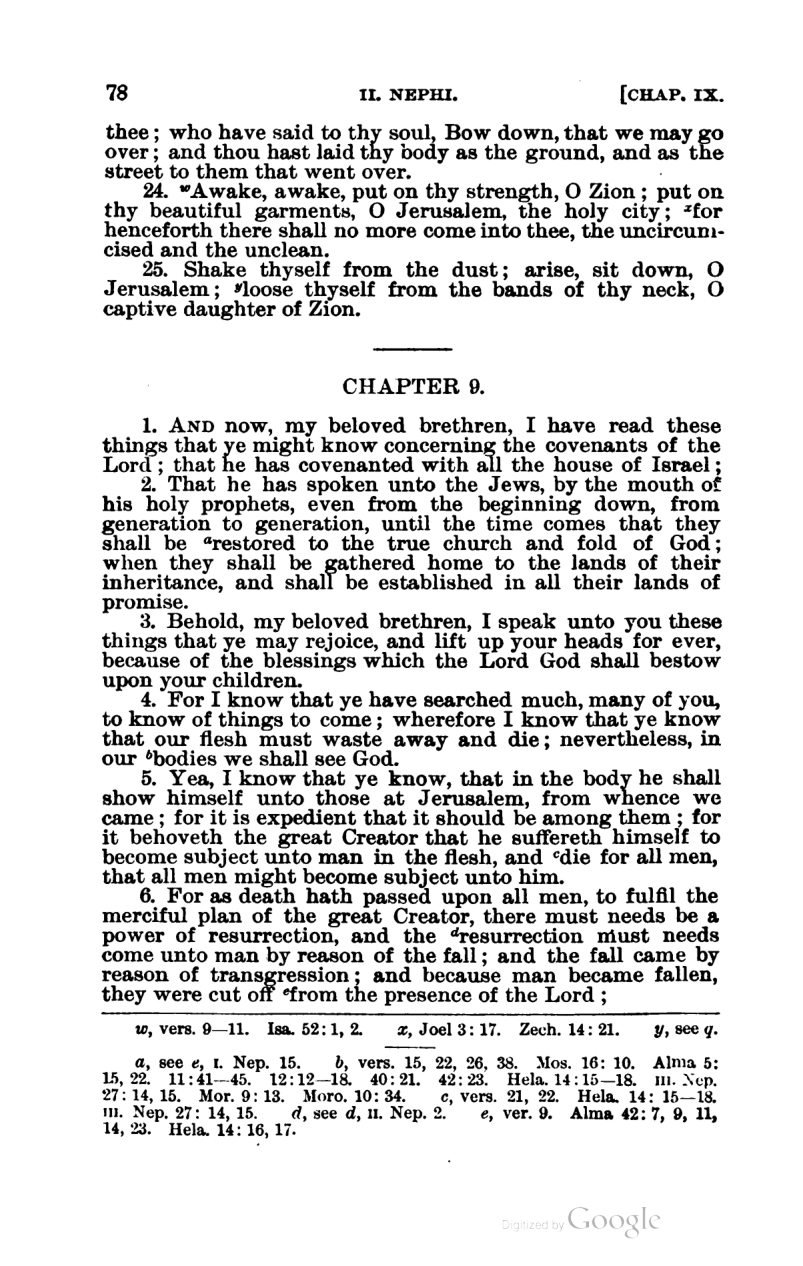 78 II. NEPHI. [CHAP. IX.
thee; who have said to thy soul, Bow down, that we may go
over; and thou hast laid thy body as the ground, and as the
street to them that went over.
24. ʷAwake, awake, put on thy strength, O Zion; put on
thy beautiful garments, O Jerusalem, the holy city; ˣfor
henceforth there shall no more come into thee, the uncircum-
cised and the unclean.
25. Shake thyself from the dust; arise, sit down, O
Jerusalem; ʸloose thyself from the bands of thy neck, O
captive daughter of Zion.
CHAPTER 9.
1. AND now, my beloved brethren, I have read these
things that ye might know concerning the covenants of the
Lord; that he has covenanted with all the house of Israel;
2. That he has spoken unto the Jews, by the mouth of
his holy prophets, even from the beginning down, from
generation to generation, until the time comes that they
shall be ᵃrestored to the true church and fold of God;
when they shall be gathered home to the lands of their
inheritance, and shall be established in all their lands of
promise.
3. Behold, my beloved brethren, I speak unto you these
things that ye may rejoice, and lift up your heads for ever,
because of the blessings which the Lord God shall bestow
upon your children.
4. For I know that ye have searched much, many of you,
to know of things to come; wherefore I know that ye know
that our flesh must waste away and die; nevertheless, in
our ᵇbodies we shall see God.
5. Yea, I know that ye know, that in the body he shall
show himself unto those at Jerusalem, from whence we
came; for it is expedient that it should be among them; for
it behoveth the great Creator that he suffereth himself to
become subject unto man in the flesh, and ᶜdie for all men,
that all men might become subject unto him.
6. For as death hath passed upon all men, to fulfil the
merciful plan of the great Creator, there must needs be a
power of resurrection, and the ᵈresurrection must needs
come unto man by reason of the fall; and the fall came by
reason of transgression; and because man became fallen,
they were cut off ᵉfrom the presence of the Lord;
w, vers. 9—11. Isa. 52: 1, 2. x, Joel 3: 17. Zech. 14: 21. y, see q.
a, see e, I. Nep. 15. b, vers. 15, 22, 26, 38. Mos. 16: 10. Alma 5:
15, 22. 11: 41—45. 12: 12—18. 40: 21. 42: 23. Hela. 14: 15—18. III. Nep.
27: 14, 15. Mor. 9: 13. Moro. 10: 34. c, vers. 21, 22. Hela. 14: 15—18.
III. Nep. 27: 14, 15. d, see d, II. Nep. 2. e, ver. 9. Alma 42: 7, 9, 11,
14, 23. Hela. 14: 16, 17.
Digitized by Google